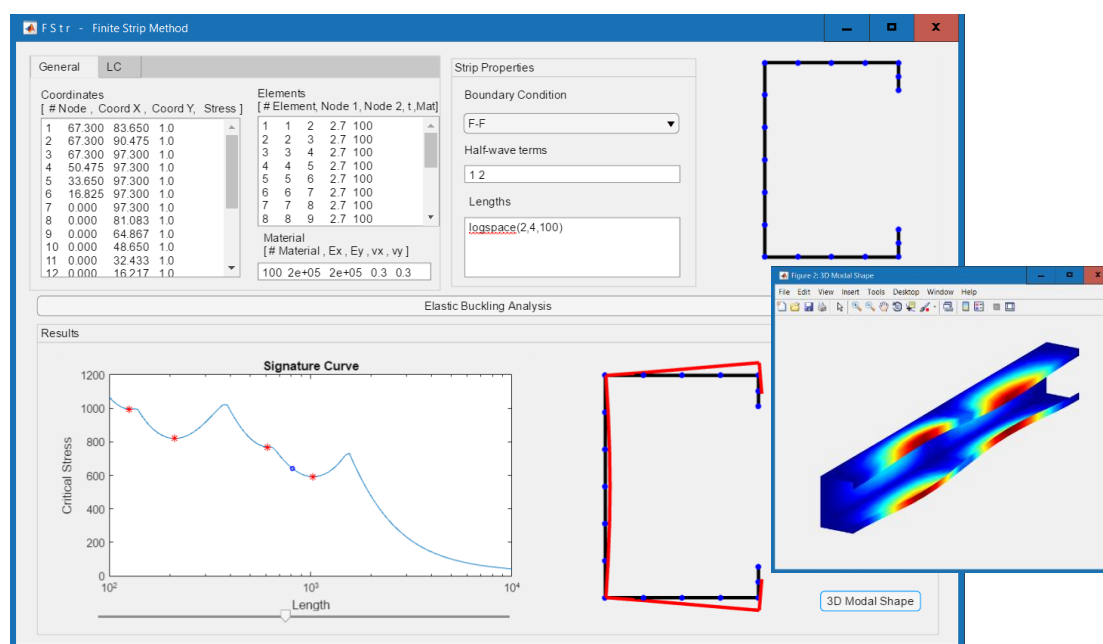 F S t r - Finite Strip Method
General LC
Coordinates
[ # Node , Coord X , Coord Y, Stress ]
1 67.300 83.650 1.0
2 67.300 90.475 1.0
3 67.300 97.300 1.0
4 50.475 97.300 1.0
5 33.650 97.300 1.0
6 16.825 97.300 1.0
7 0.000 97.300 1.0
8 0.000 81.083 1.0
9 0.000 64.867 1.0
10 0.000 48.650 1.0
11 0.000 32.433 1.0
12 0.000 16.217 1.0
Elements
[ # Element, Node 1, Node 2, t ,Mat]
1 1 2 2.7 100
2 2 3 2.7 100
3 3 4 2.7 100
4 4 5 2.7 100
5 5 6 2.7 100
6 6 7 2.7 100
7 7 8 2.7 100
8 8 9 2.7 100
Material
[ # Material , Ex , Ey , vx , vy ]
100 2e+05 2e+05 0.3 0.3
Strip Properties
Boundary Condition
F-F
Half-wave terms
1 2
Lengths
logspace(2,4,100)
Elastic Buckling Analysis
Figure 2: 3D Modal Shape
File Edit View Insert Tools Desktop Window Help
Results
Signature Curve
1200
1000
800
600
400
200
0
Critical Stress
10² 10³ 10⁴
Length
3D Modal Shape